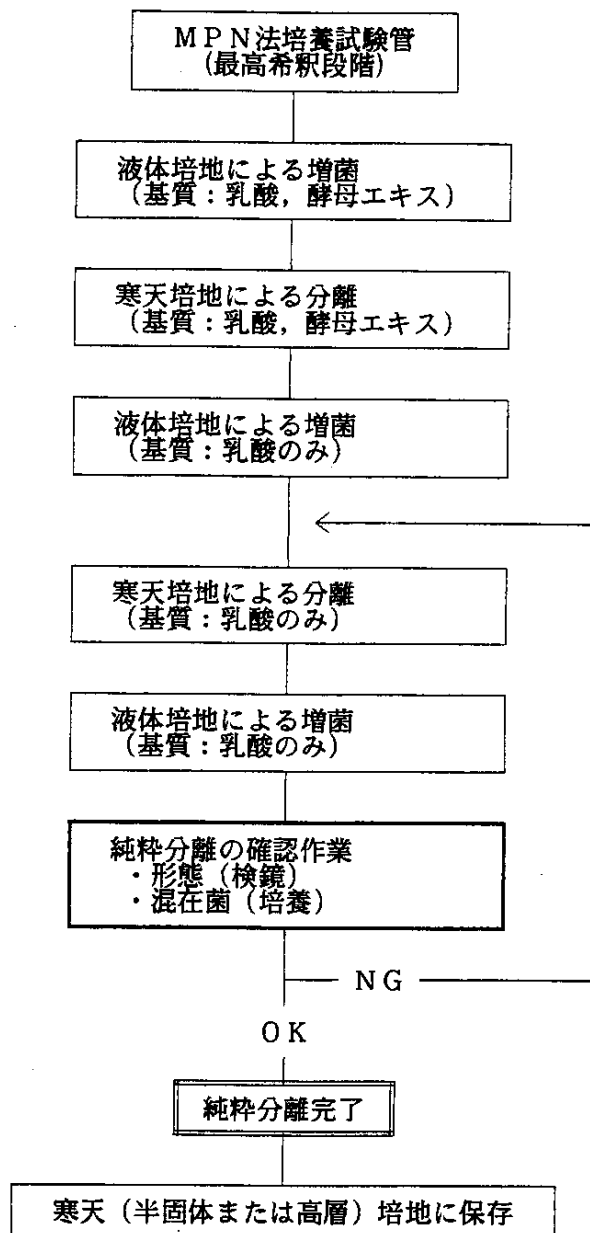 MPN法培養試験管
(最高希釈段階)
液体培地による増菌
(基質：乳酸，酵母エキス)
寒天培地による分離
(基質：乳酸，酵母エキス)
液体培地による増菌
(基質：乳酸のみ)
寒天培地による分離
(基質：乳酸のみ)
液体培地による増菌
(基質：乳酸のみ)
純粋分離の確認作業
・形態（検鏡）
・混在菌（培養）
NG
OK
純粋分離完了
寒天（半固体または高層）培地に保存